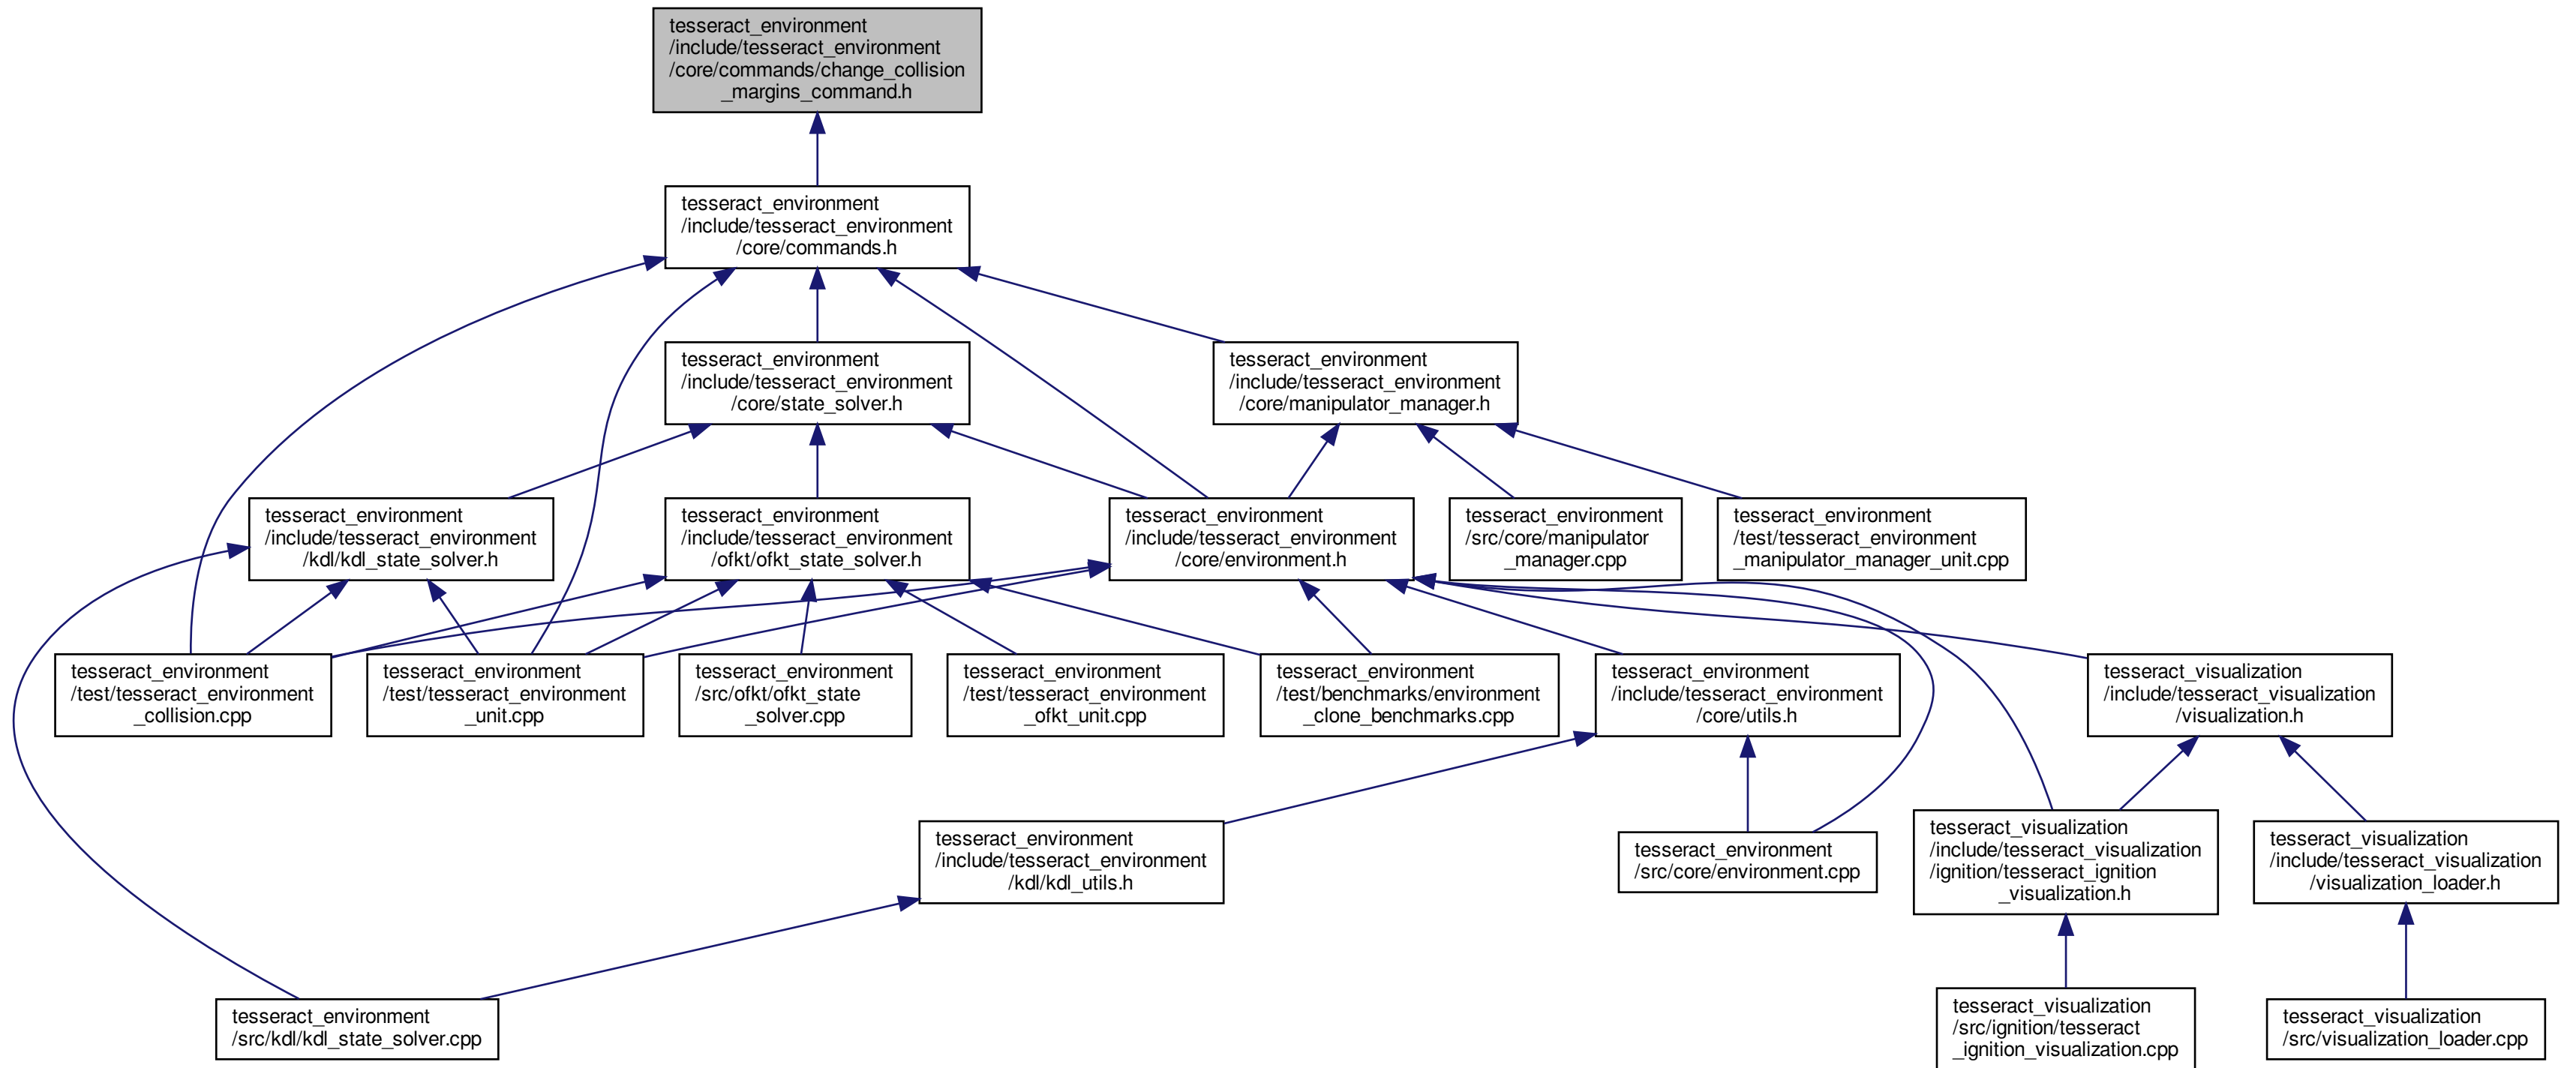 tesseract_environment
/include/tesseract_environment
/core/commands/change_collision
_margins_command.h
tesseract_environment
/include/tesseract_environment
/core/commands.h
tesseract_environment
/include/tesseract_environment
/core/state_solver.h
tesseract_environment
/include/tesseract_environment
/core/manipulator_manager.h
tesseract_environment
/include/tesseract_environment
/kdl/kdl_state_solver.h
tesseract_environment
/include/tesseract_environment
/ofkt/ofkt_state_solver.h
tesseract_environment
/include/tesseract_environment
/core/environment.h
tesseract_environment
/src/core/manipulator
_manager.cpp
tesseract_environment
/test/tesseract_environment
_manipulator_manager_unit.cpp
tesseract_environment
/test/tesseract_environment
_collision.cpp
tesseract_environment
/test/tesseract_environment
_unit.cpp
tesseract_environment
/src/ofkt/ofkt_state
_solver.cpp
tesseract_environment
/test/tesseract_environment
_ofkt_unit.cpp
tesseract_environment
/test/benchmarks/environment
_clone_benchmarks.cpp
tesseract_environment
/include/tesseract_environment
/core/utils.h
tesseract_visualization
/include/tesseract_visualization
/visualization.h
tesseract_environment
/include/tesseract_environment
/kdl/kdl_utils.h
tesseract_environment
/src/core/environment.cpp
tesseract_visualization
/include/tesseract_visualization
/ignition/tesseract_ignition
_visualization.h
tesseract_visualization
/include/tesseract_visualization
/visualization_loader.h
tesseract_environment
/src/kdl/kdl_state_solver.cpp
tesseract_visualization
/src/ignition/tesseract
_ignition_visualization.cpp
tesseract_visualization
/src/visualization_loader.cpp